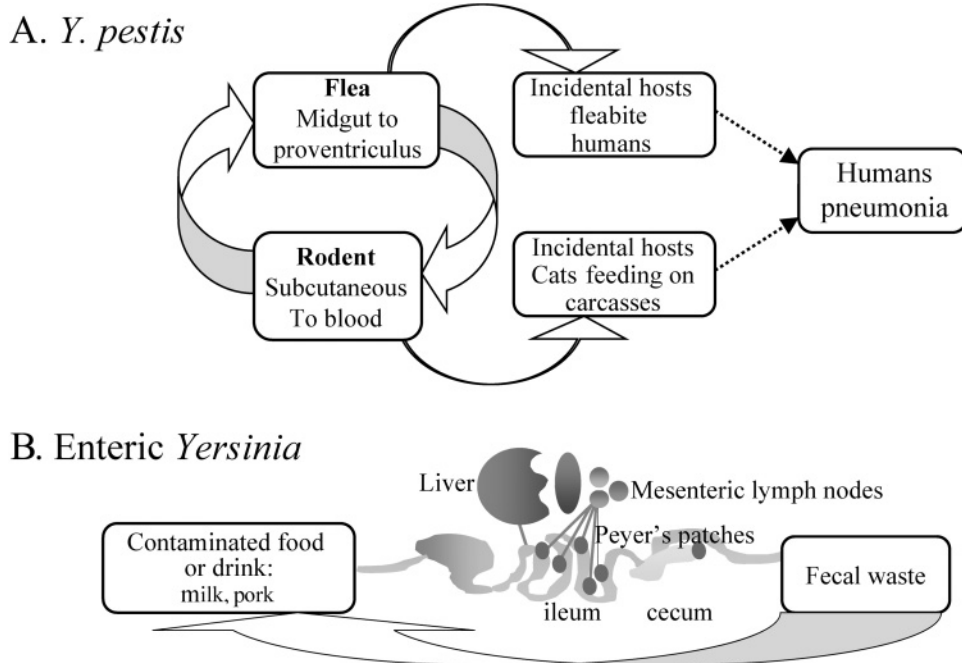 A. Y. pestis
Flea
Midgut to
proventriculus
Incidental hosts
fleabite
humans
Humans
pneumonia
Rodent
Subcutaneous
To blood
Incidental hosts
Cats feeding on
carcasses
B. Enteric Yersinia
Liver
Mesenteric lymph nodes
Peyer's patches
Contaminated food
or drink:
milk, pork
Fecal waste
ileum
cecum